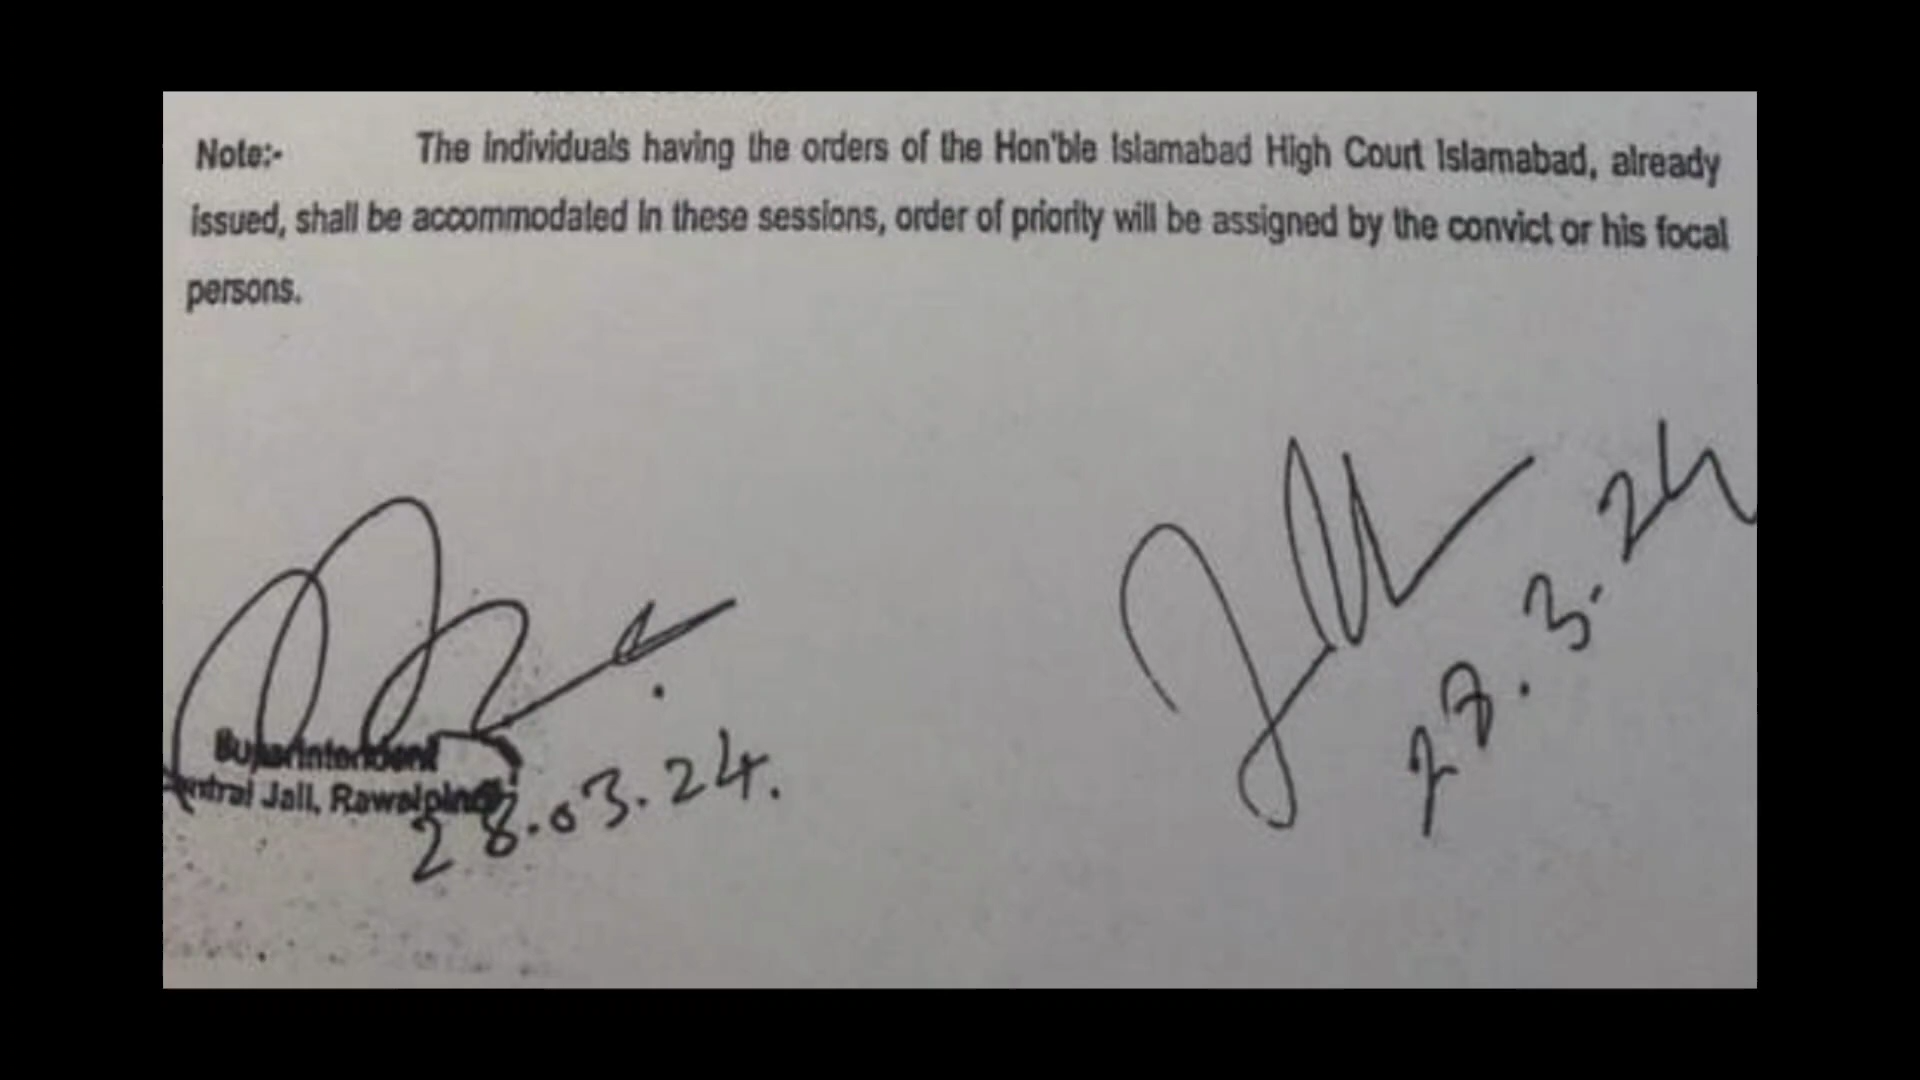 Note:- The individuals having the orders of the Hon'ble Islamabad High Court Islamabad, already
issued, shall be accommodated in these sessions, order of priority will be assigned by the convict or his focal
persons.
27.3.24
Superintendent
Central Jail, Rawalpindi
28.03.24.